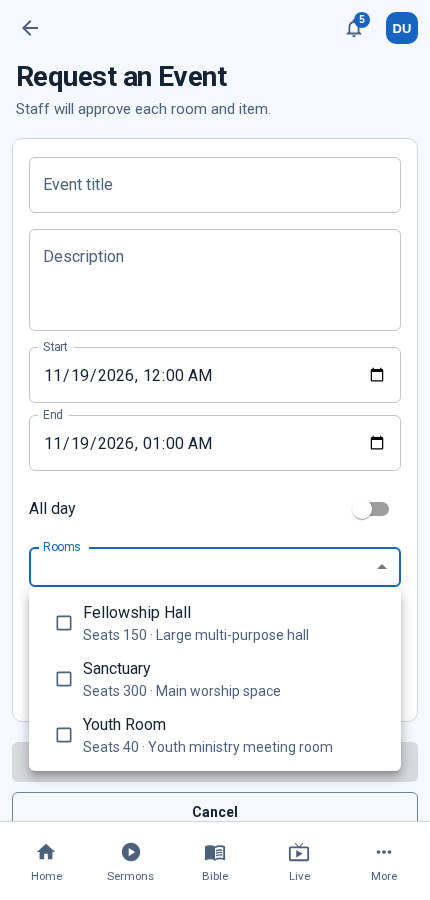 5
DU
Request an Event
Staff will approve each room and item.
Event title
Description
Start
11/19/2026, 12:00 AM
End
11/19/2026, 01:00 AM
All day
Rooms
Fellowship Hall
Seats 150 · Large multi-purpose hall
Sanctuary
Seats 300 · Main worship space
Youth Room
Seats 40 · Youth ministry meeting room
Cancel
Home
Sermons
Bible
Live
More